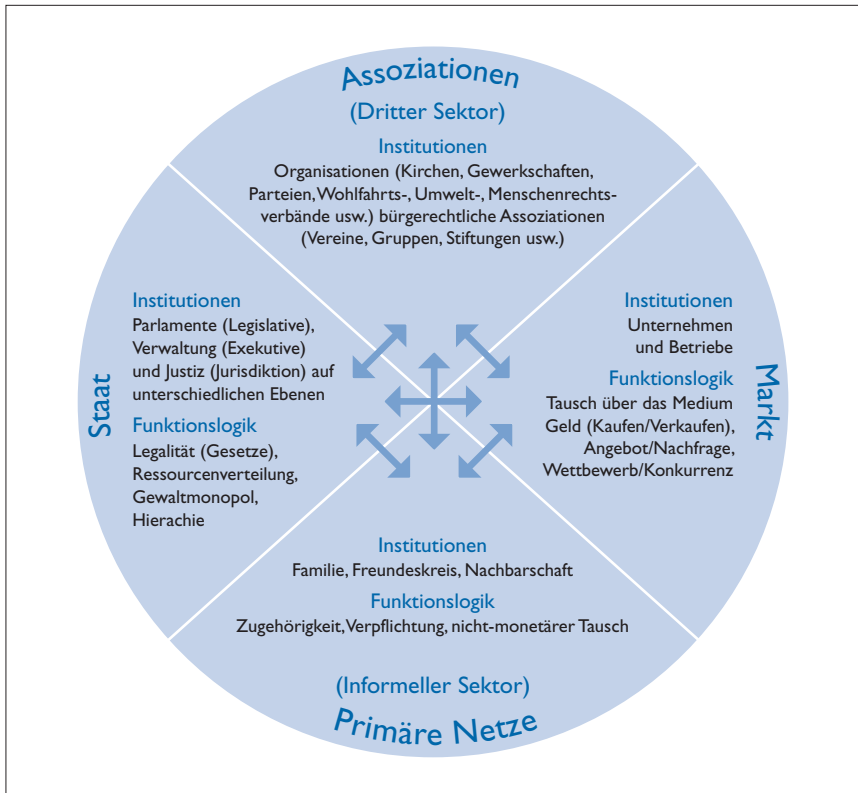 Assoziationen
(Dritter Sektor)
Institutionen
Organisationen (Kirchen, Gewerkschaften,
Parteien, Wohlfahrts-, Umwelt-, Menschenrechts-
verbände usw.) bürgerechtliche Assoziationen
(Vereine, Gruppen, Stiftungen usw.)
Staat
Institutionen
Parlamente (Legislative),
Verwaltung (Exekutive)
und Justiz (Jurisdiktion) auf
unterschiedlichen Ebenen
Funktionslogik
Legalität (Gesetze),
Ressourcenverteilung,
Gewaltmonopol,
Hierachie
Markt
Institutionen
Unternehmen
und Betriebe
Funktionslogik
Tausch über das Medium
Geld (Kaufen/Verkaufen),
Angebot/Nachfrage,
Wettbewerb/Konkurrenz
Institutionen
Familie, Freundeskreis, Nachbarschaft
Funktionslogik
Zugehörigkeit, Verpflichtung, nicht-monetärer Tausch
(Informeller Sektor)
Primäre Netze